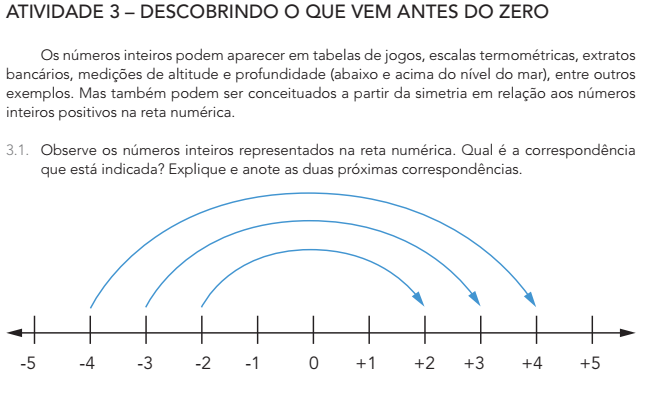 ATIVIDADE 3 – DESCOBRINDO O QUE VEM ANTES DO ZERO
Os números inteiros podem aparecer em tabelas de jogos, escalas termométricas, extratos
bancários, medições de altitude e profundidade (abaixo e acima do nível do mar), entre outros
exemplos. Mas também podem ser conceituados a partir da simetria em relação aos números
inteiros positivos na reta numérica.
3.1. Observe os números inteiros representados na reta numérica. Qual é a correspondência
que está indicada? Explique e anote as duas próximas correspondências.
-5 -4 -3 -2 -1 0 +1 +2 +3 +4 +5